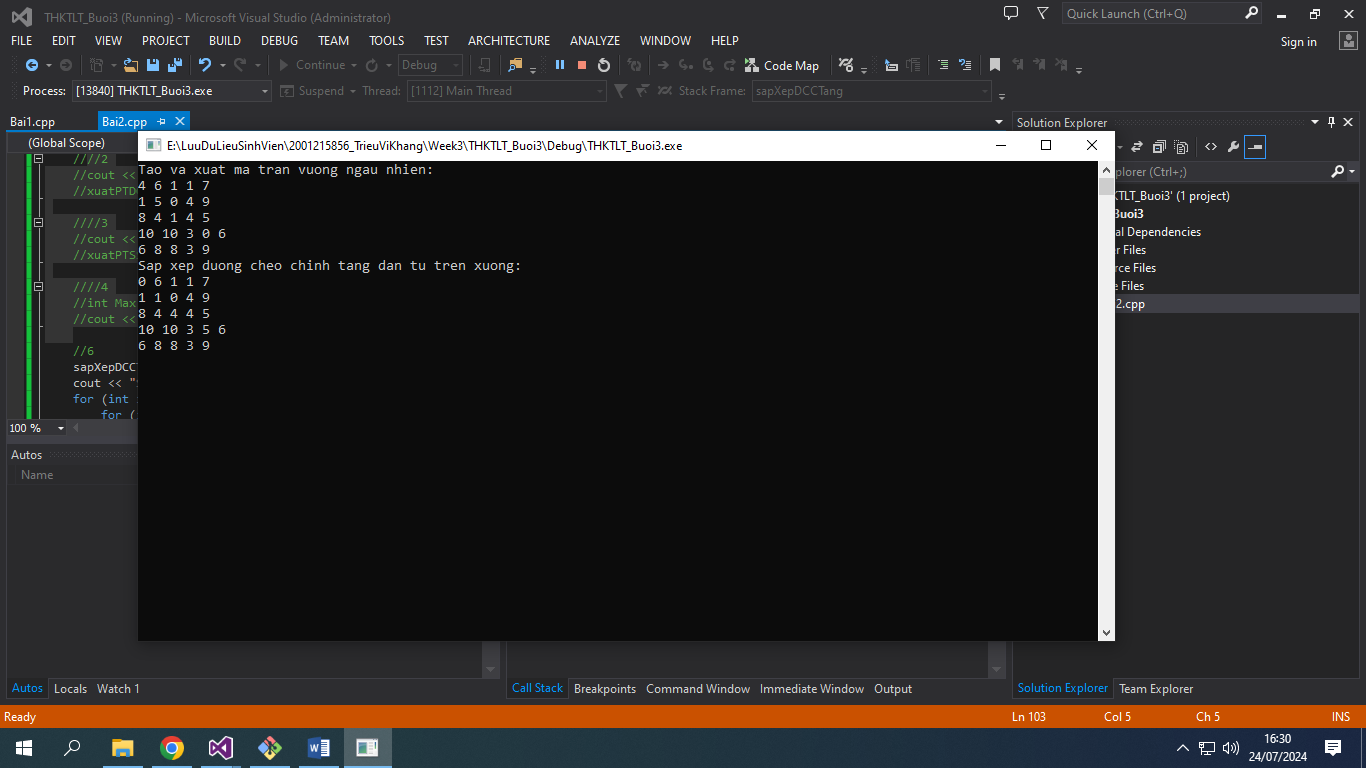 THKTLT_Buoi3 (Running) - Microsoft Visual Studio (Administrator)
Quick Launch (Ctrl+Q)
FILE EDIT VIEW PROJECT BUILD DEBUG TEAM TOOLS TEST ARCHITECTURE ANALYZE WINDOW HELP
Sign in
Continue Debug Code Map
Process: [13840] THKTLT_Buoi3.exe Suspend Thread: [1112] Main Thread Stack Frame: sapXepDCCTang
Bai1.cpp Bai2.cpp
Solution Explorer
(Global Scope)
E:\LuuDuLieuSinhVien\2001215856_TrieuViKhang\Week3\THKTLT_Buoi3\Debug\THKTLT_Buoi3.exe
////2
//cout <<
//xuatPTD
////3
//cout <<
//xuatPTS
////4
//int Max
//cout <<
//6
sapXepDCCT
cout << "
for (int
for (
100 %
Tao va xuat ma tran vuong ngau nhien:
4 6 1 1 7
1 5 0 4 9
8 4 1 4 5
10 10 3 0 6
6 8 8 3 9
Sap xep duong cheo chinh tang dan tu tren xuong:
0 6 1 1 7
1 1 0 4 9
8 4 4 4 5
10 10 3 5 6
6 8 8 3 9
plorer (Ctrl+;)
KTLT_Buoi3' (1 project)
Buoi3
al Dependencies
er Files
rce Files
e Files
2.cpp
Autos
Name
Autos Locals Watch 1
Call Stack Breakpoints Command Window Immediate Window Output
Solution Explorer Team Explorer
Ready Ln 103 Col 5 Ch 5 INS
16:30
24/07/2024